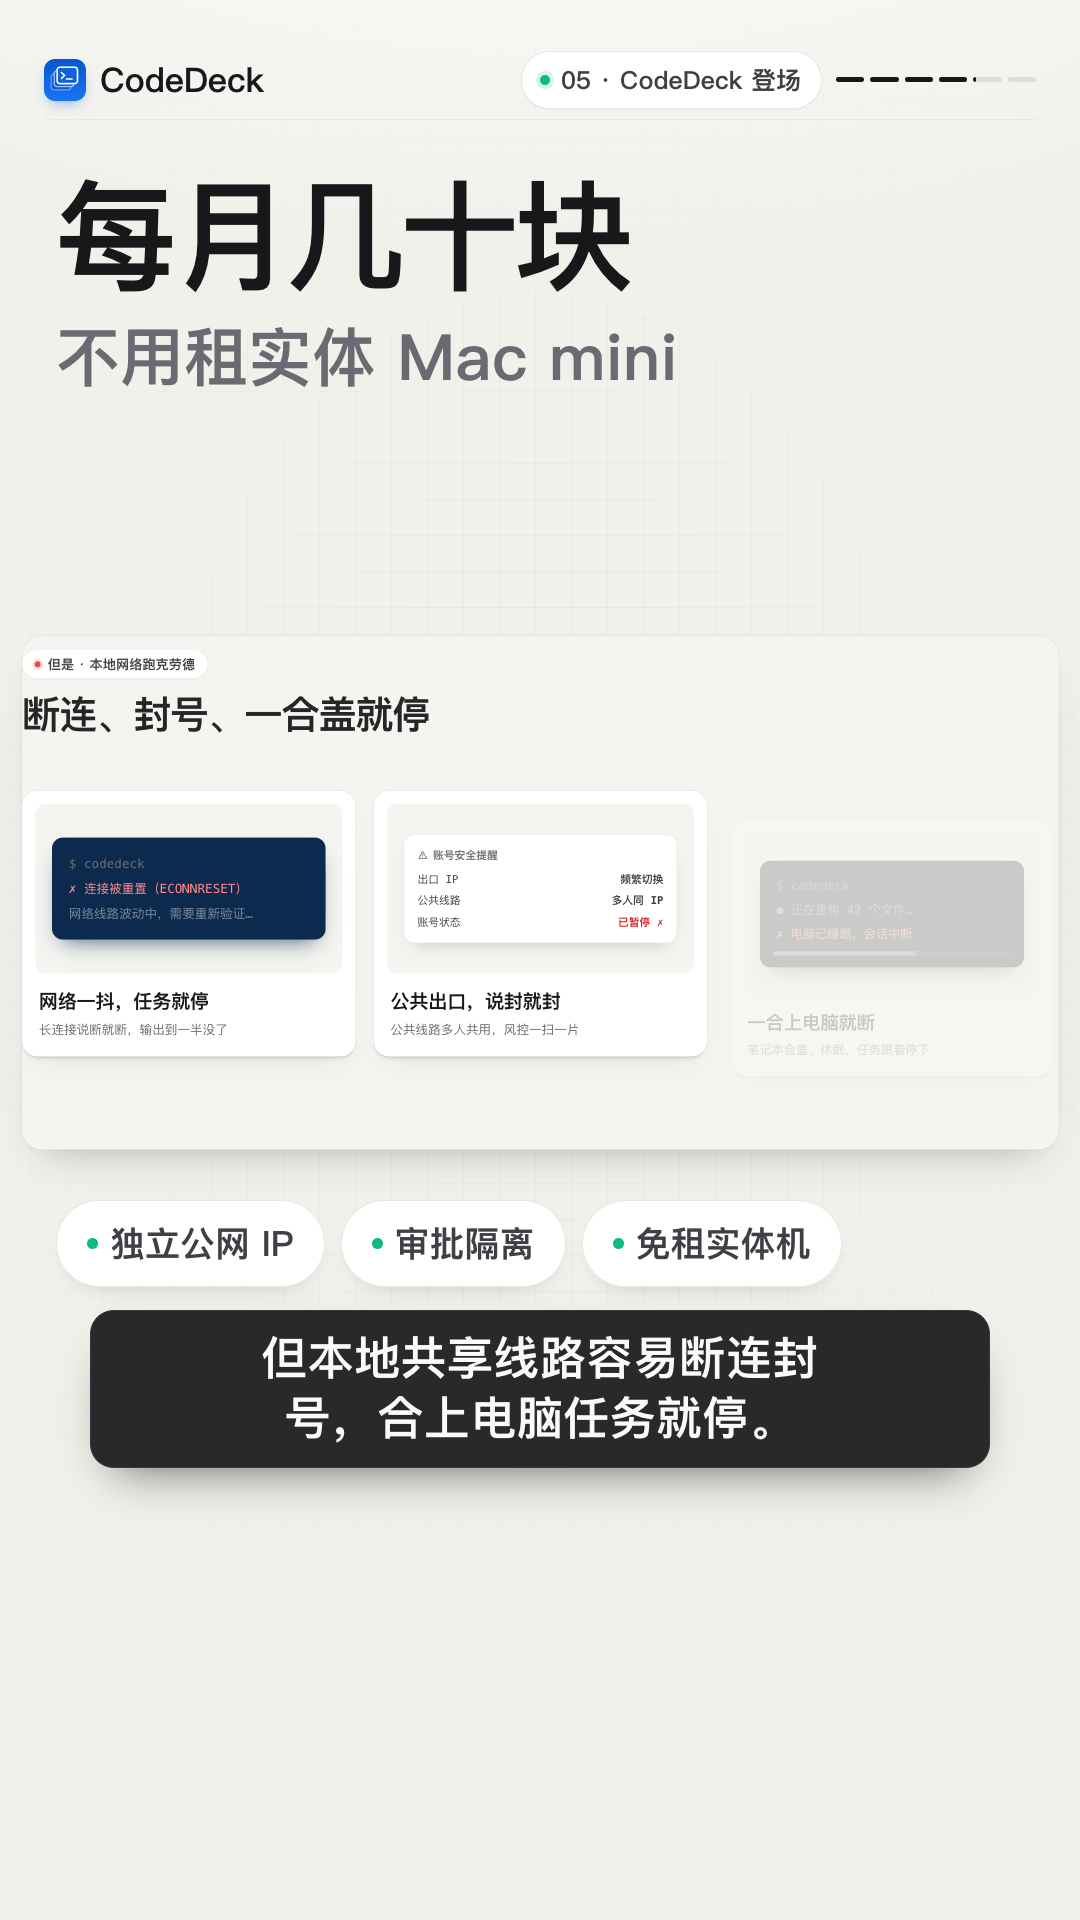 CodeDeck
05 · CodeDeck 登场
每月几十块
不用租实体 Mac mini
但是 · 本地网络跑克劳德
断连、封号、一合盖就停
$ codedeck
✗ 连接被重置（ECONNRESET）
网络线路波动中，需要重新验证…
网络一抖，任务就停
长连接说断就断，输出到一半没了
⚠ 账号安全提醒
出口 IP 频繁切换
公共线路 多人同 IP
账号状态 已暂停 ✗
公共出口，说封就封
公共线路多人共用，风控一扫一片
$ codedeck
● 正在重构 42 个文件…
✗ 电脑已睡眠，会话中断
一合上电脑就断
笔记本合盖、休眠，任务跟着停下
独立公网 IP
审批隔离
免租实体机
但本地共享线路容易断连封
号，合上电脑任务就停。